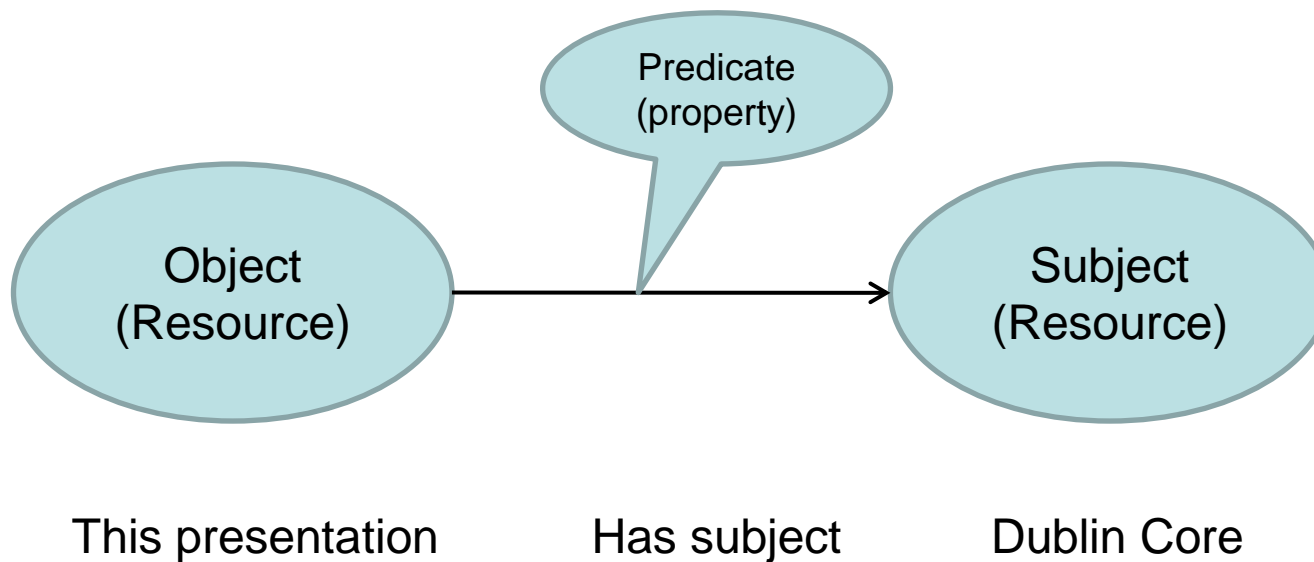 Predicate
(property)
Object
(Resource)
Subject
(Resource)
This presentation
Has subject
Dublin Core